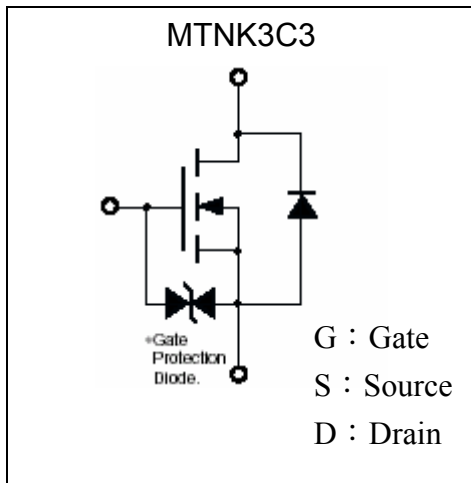 MTNK3C3
*Gate
Protection
Diode.
G：Gate
S：Source
D：Drain